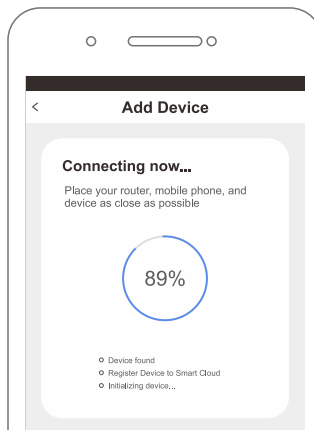 Add Device
Connecting now...
Place your router, mobile phone, and
device as close as possible
89%
Device found
Register Device to Smart Cloud
Initializing device...